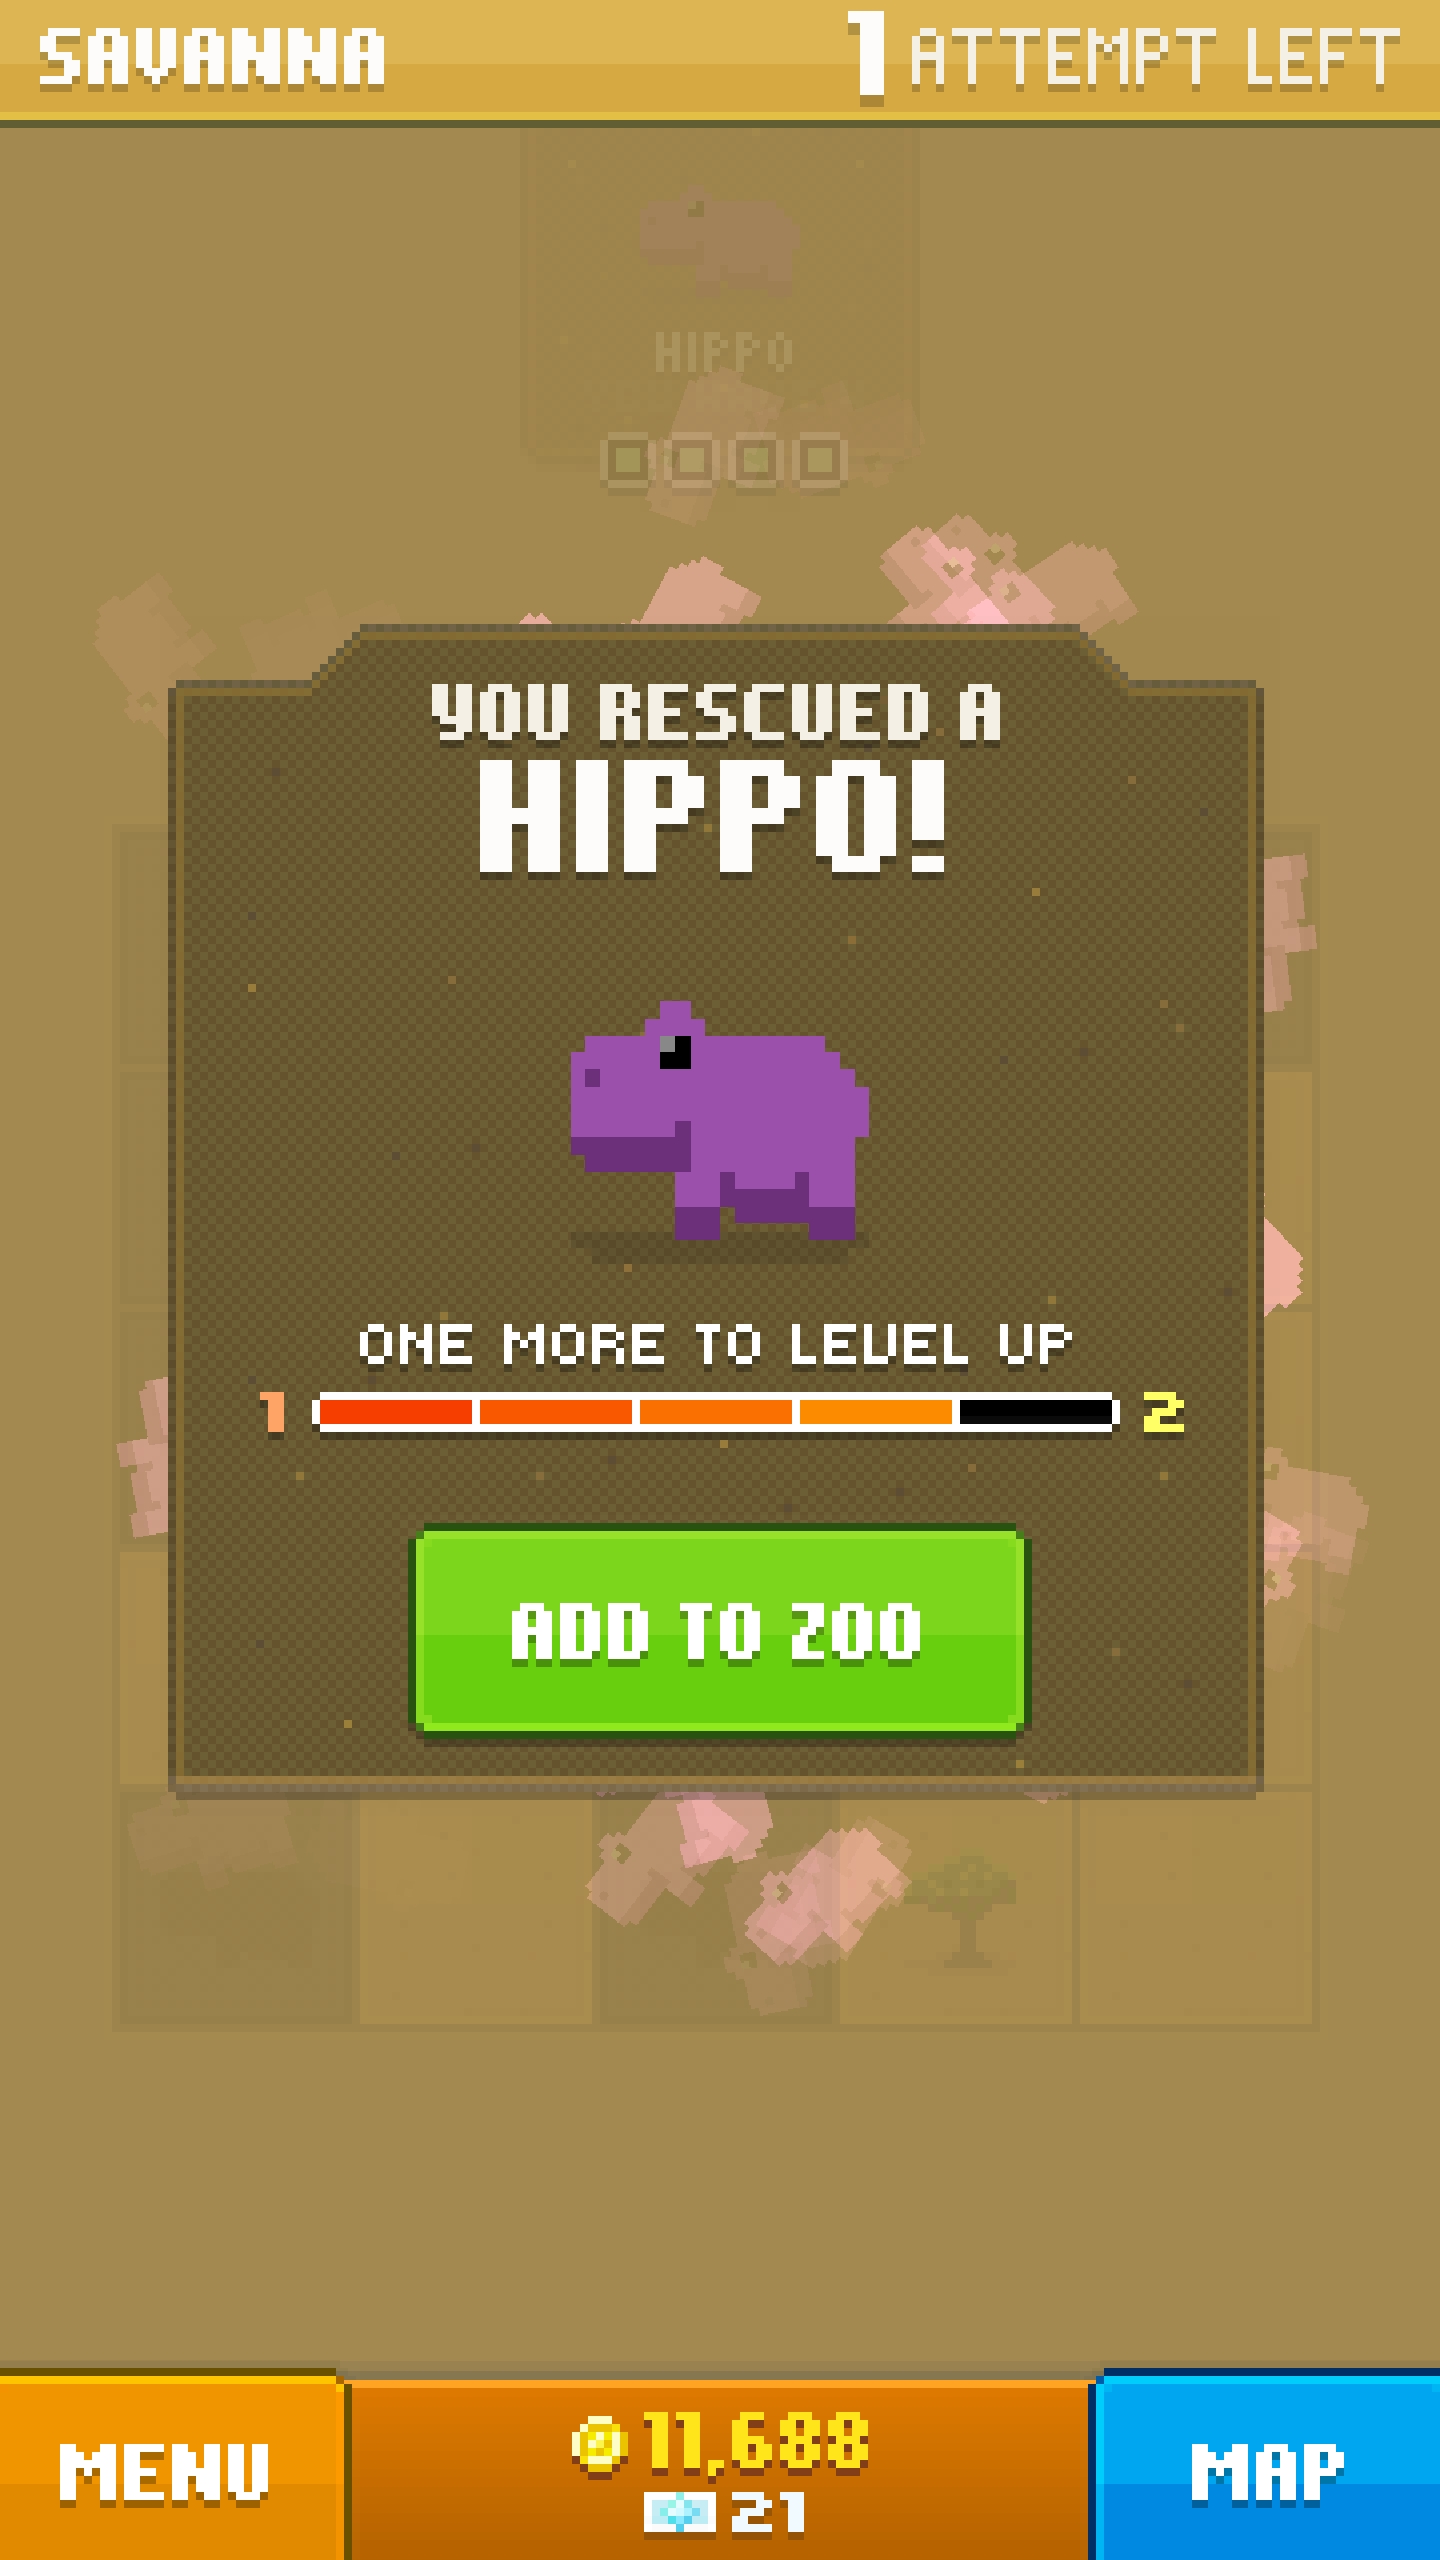 SAVANNA
1 ATTEMPT LEFT
HIPPO
YOU RESCUED A
HIPPO!
ONE MORE TO LEVEL UP
1 2
ADD TO ZOO
MENU
11,688
21
MAP